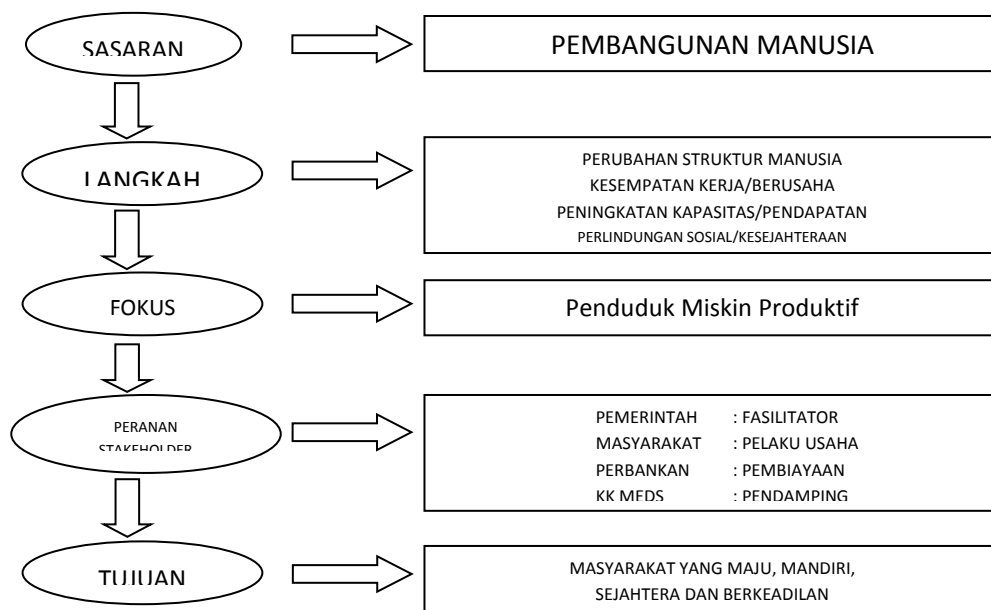 SASARAN
PEMBANGUNAN MANUSIA
LANGKAH
PERUBAHAN STRUKTUR MANUSIA
KESEMPATAN KERJA/BERUSAHA
PENINGKATAN KAPASITAS/PENDAPATAN
PERLINDUNGAN SOSIAL/KESEJAHTERAAN
FOKUS
Penduduk Miskin Produktif
PERANAN
STAKEHOLDER
PEMERINTAH : FASILITATOR
MASYARAKAT : PELAKU USAHA
PERBANKAN : PEMBIAYAAN
KK MEDS : PENDAMPING
TUJUAN
MASYARAKAT YANG MAJU, MANDIRI,
SEJAHTERA DAN BERKEADILAN